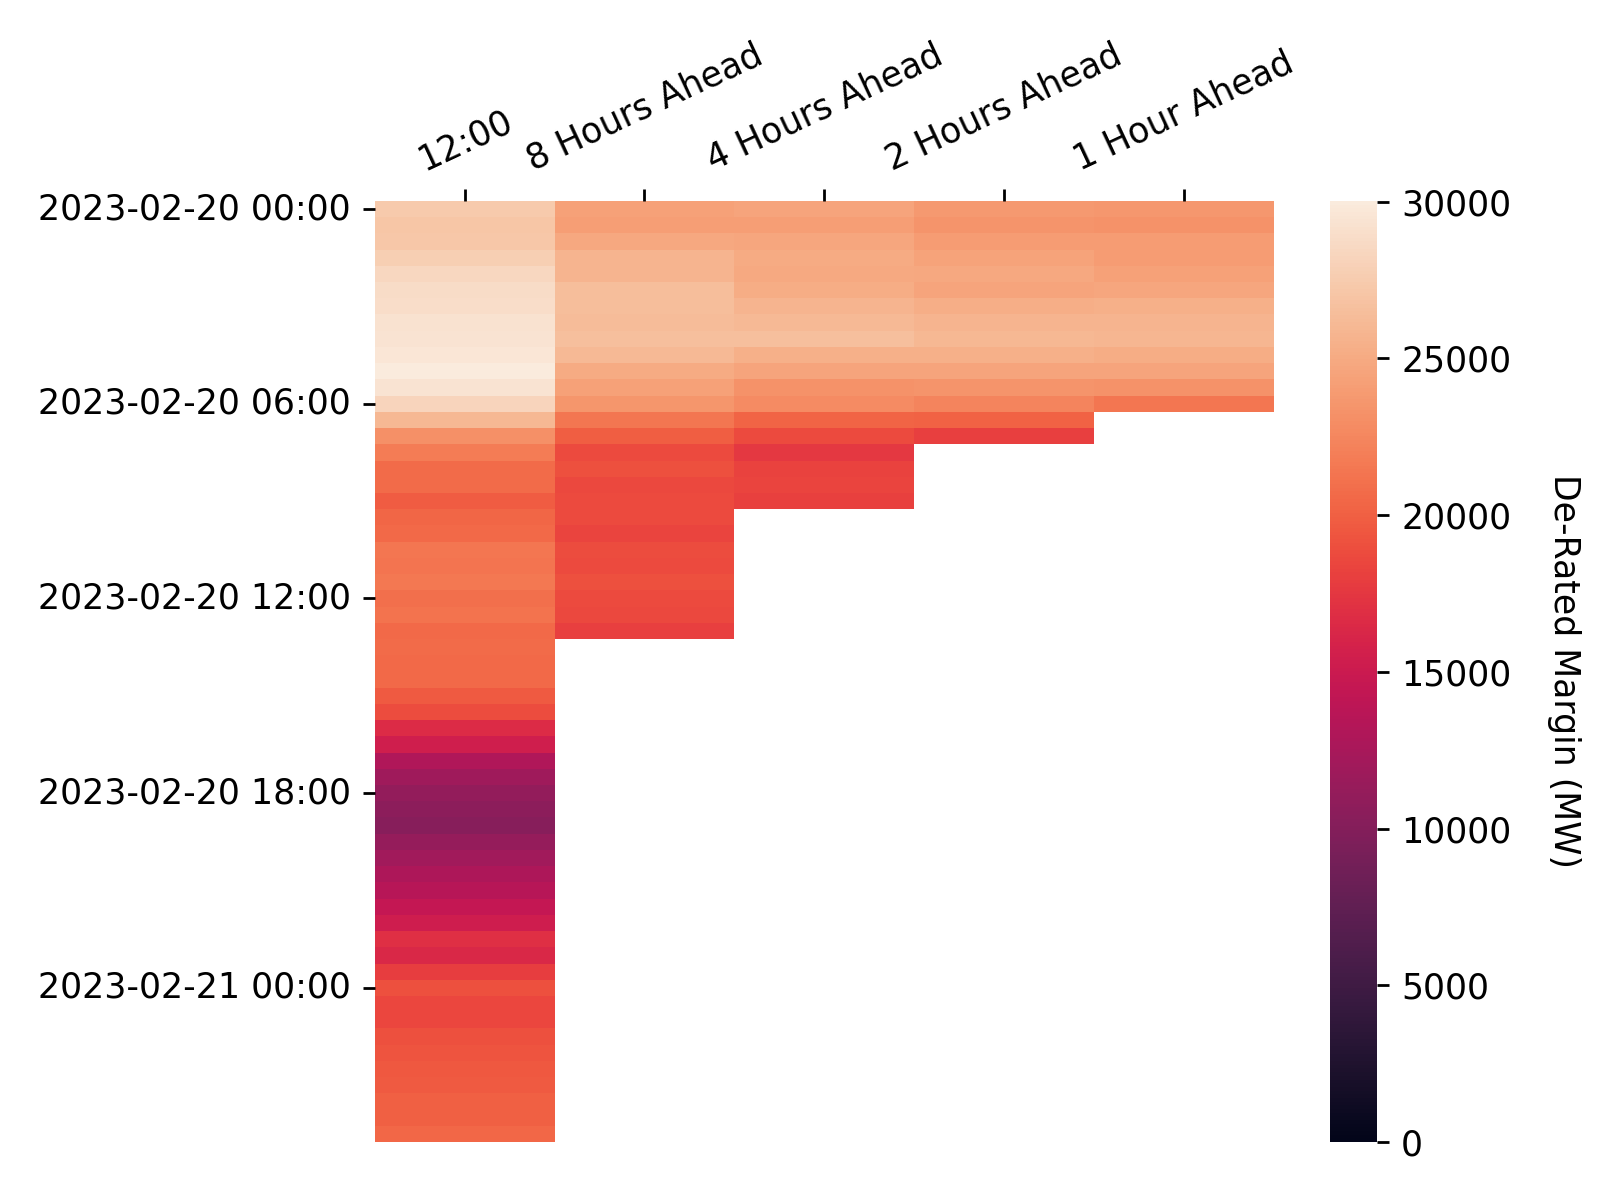 12:00
8 Hours Ahead
4 Hours Ahead
2 Hours Ahead
1 Hour Ahead
2023-02-20 00:00
2023-02-20 06:00
2023-02-20 12:00
2023-02-20 18:00
2023-02-21 00:00
30000
25000
20000
15000
10000
5000
0
De-Rated Margin (MW)